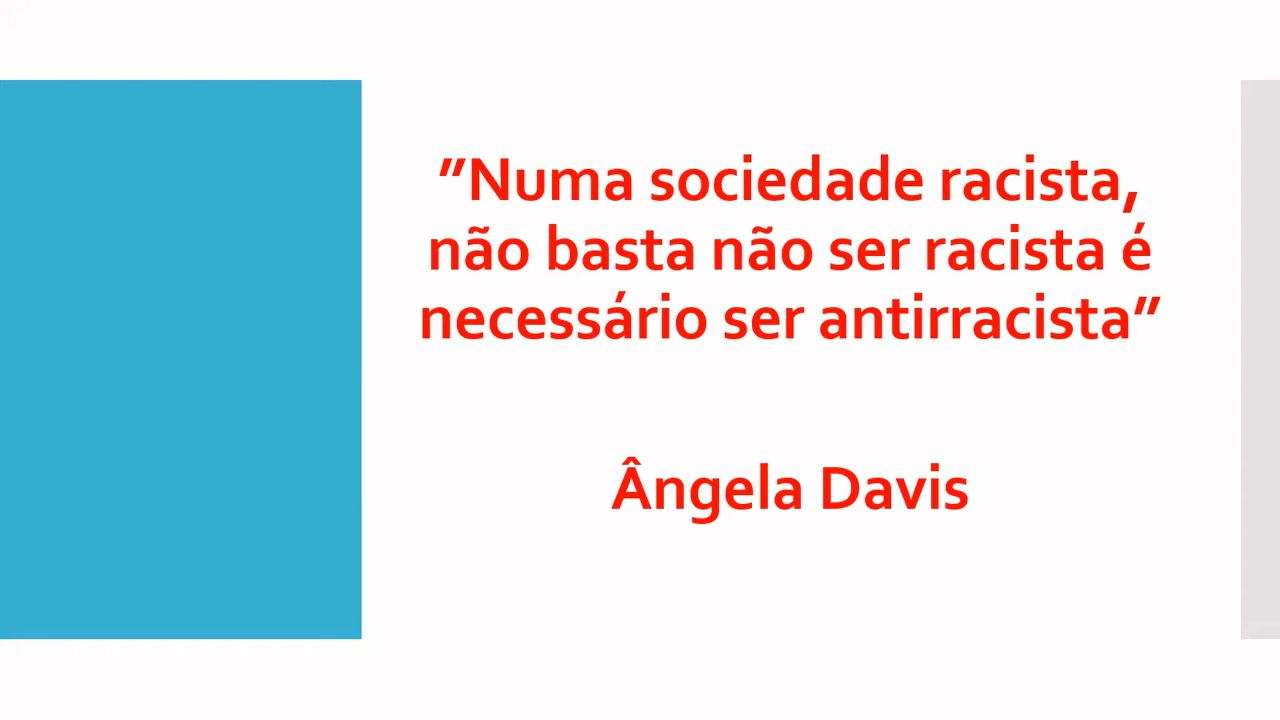 "Numa sociedade racista,
não basta não ser racista é
necessário ser antirracista"
Ângela Davis